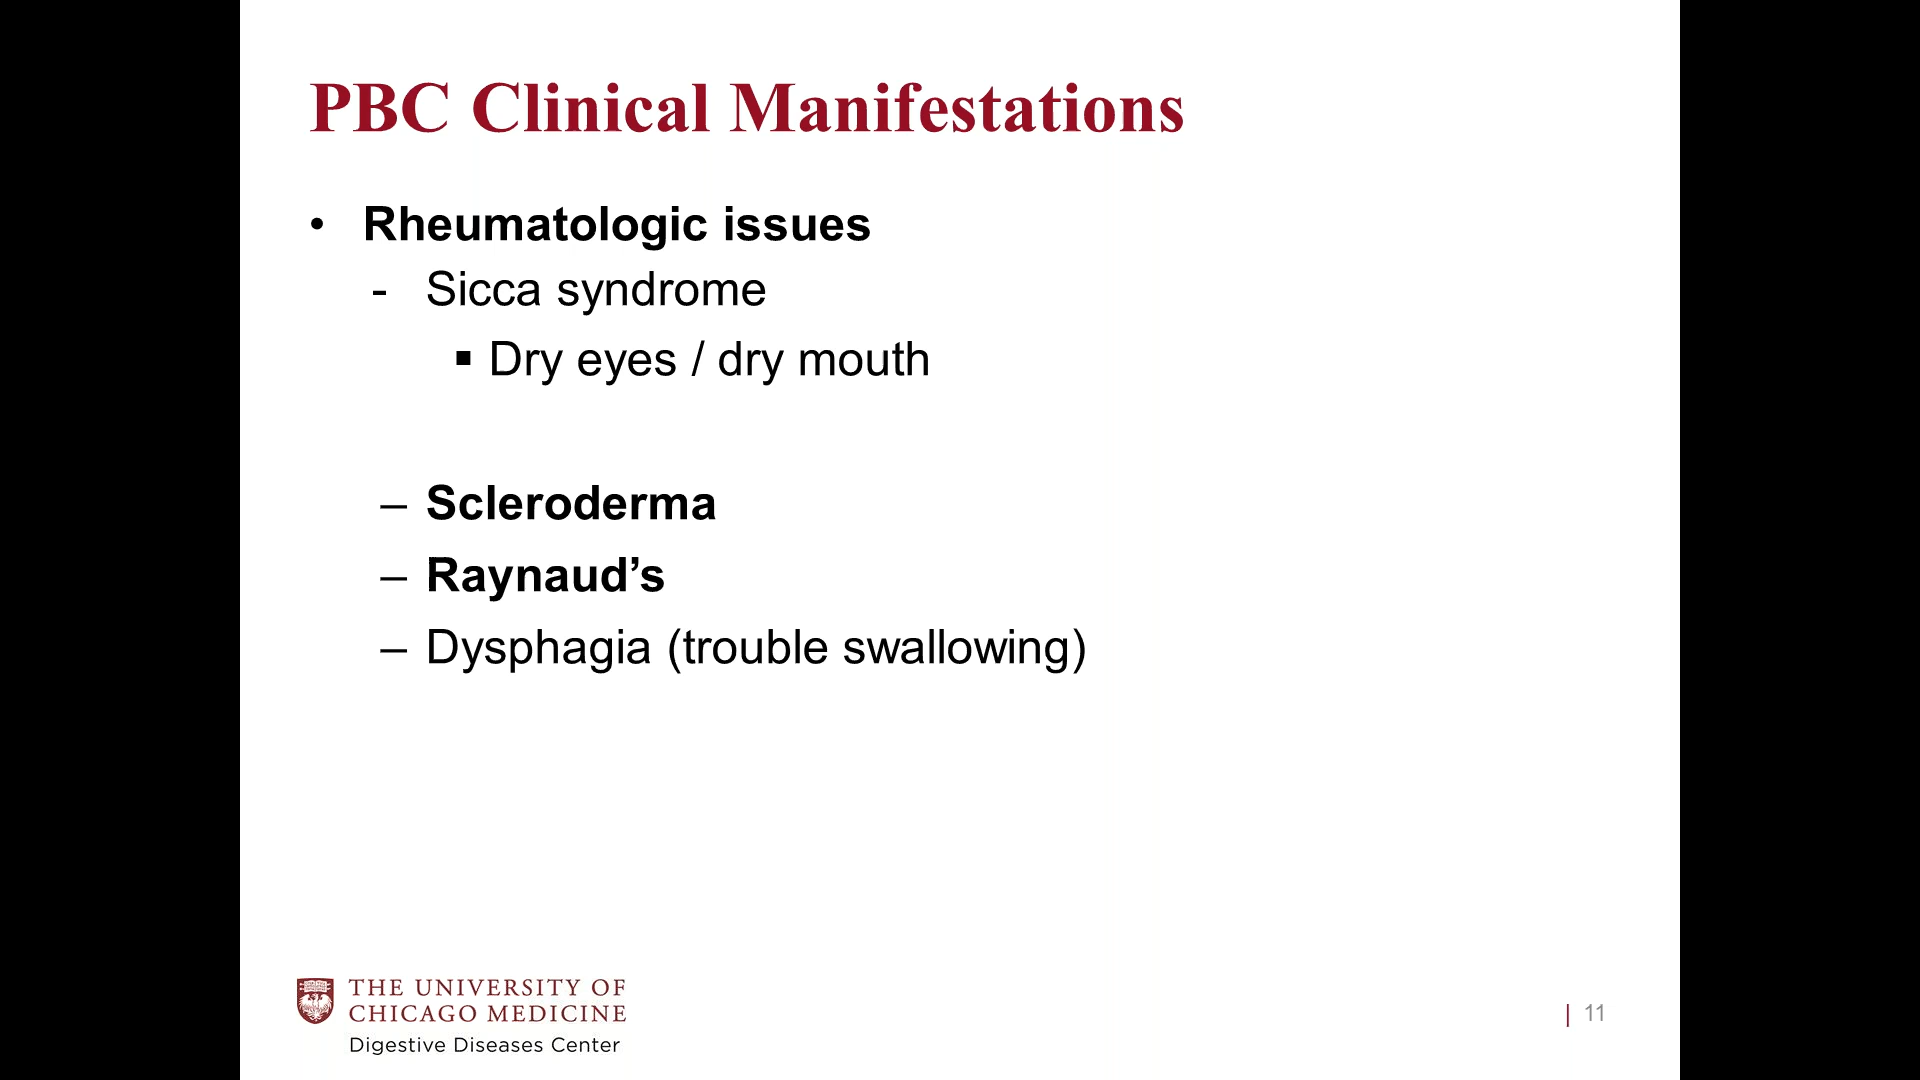 PBC Clinical Manifestations
• Rheumatologic issues
- Sicca syndrome
▪ Dry eyes / dry mouth
– Scleroderma
– Raynaud’s
– Dysphagia (trouble swallowing)
THE UNIVERSITY OF
CHICAGO MEDICINE
Digestive Diseases Center
| 11